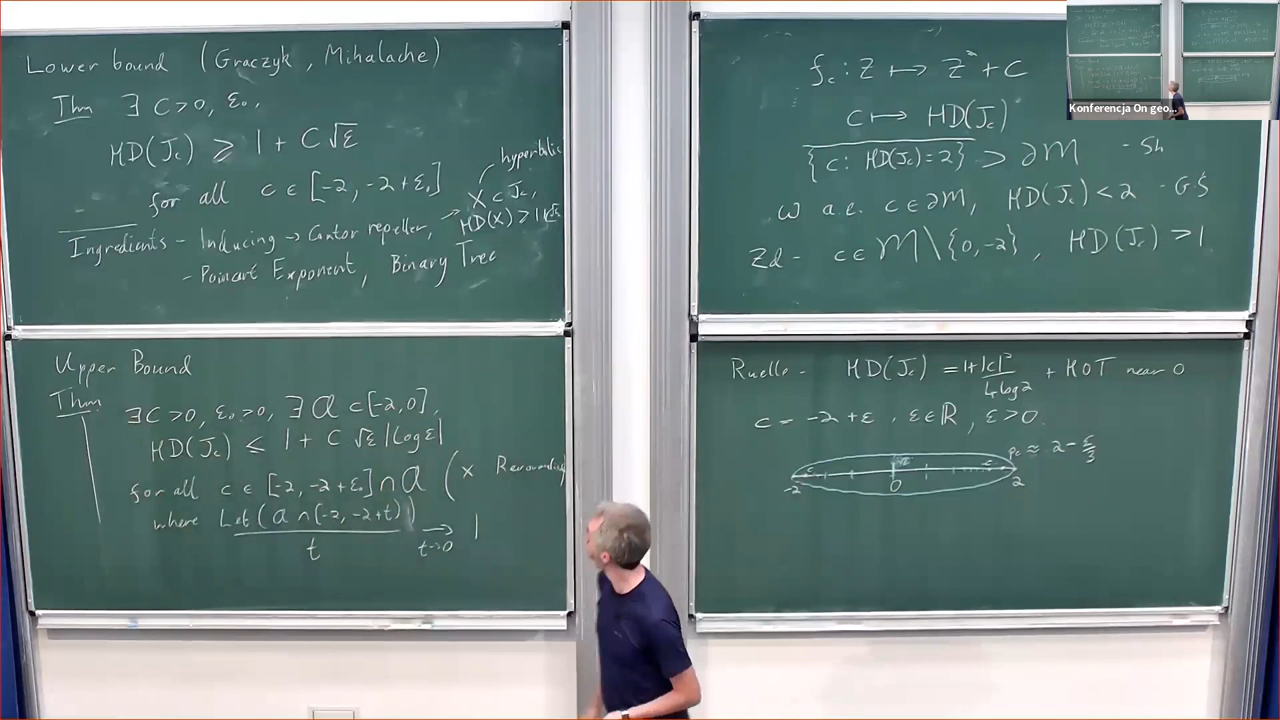 Lower bound (Graczyk, Mihalache)
Thm ∃ C>0, ε₀,
HD(J_c) ≥ 1 + C√ε
for all c ∈ [-2, -2+ε₀]
hyperbolic
X ⊂ J_c,
HD(X) ≥ 1+C√ε
Ingredients - Inducing → Cantor repeller,
- Poincaré Exponent, Binary Tree
Upper Bound
Thm
∃ C>0, ε₀>0, ∃ 𝒜 ⊂ [-2,0],
HD(J_c) ≤ 1 + C √ε |log ε|
for all c ∈ [-2, -2+ε₀] ∩ 𝒜
where Leb(𝒜 ∩ [-2, -2+t]) / t → 1
t→0
f_c : Z ↦ Z² + C
c ↦ HD(J_c)
{c: HD(J_c)=2} ⊃ ∂M - Sh
ω a.e. c ∈ ∂M, HD(J_c) < 2 - G-Ś
Zd - c ∈ M \ {0, -2}, HD(J_c) > 1
Ruelle - HD(J_c) = 1 + |c|² / 4 log 2 + HOT near 0
c = -2 + ε, ε ∈ ℝ, ε > 0
≈ 2 - ε/3
-2 0 2
Konferencja On geo...